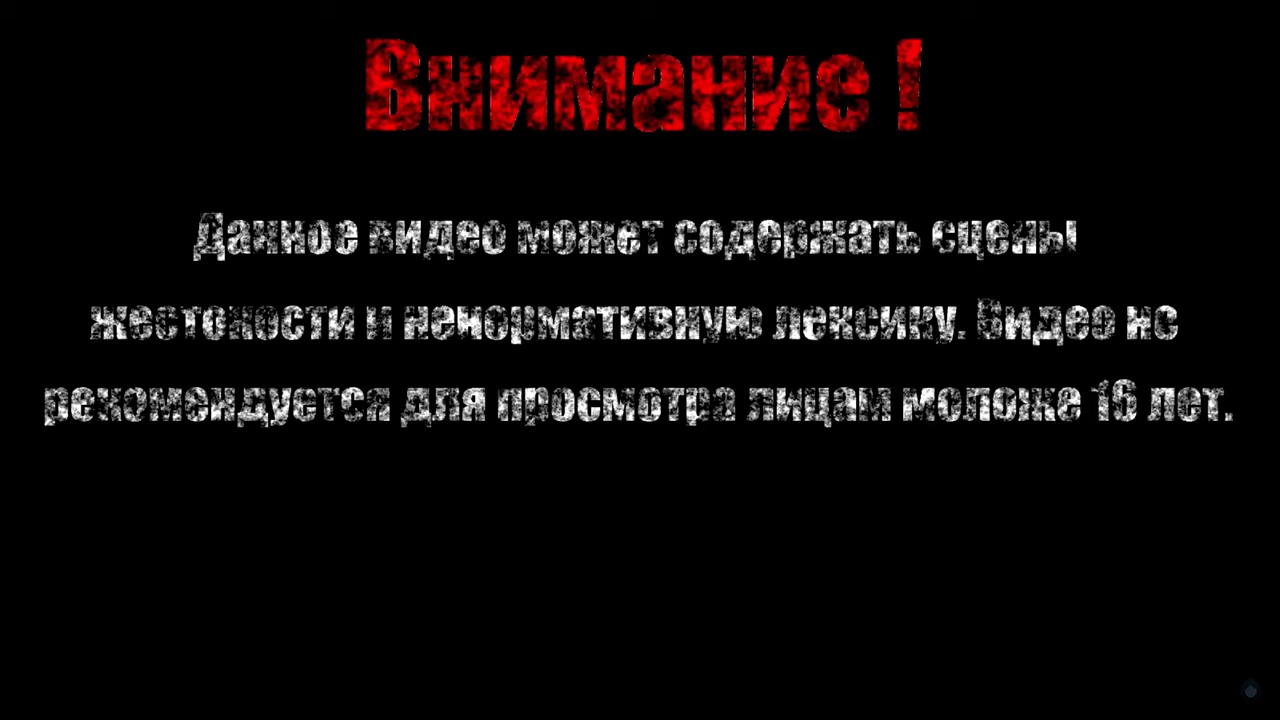 Внимание !
Данное видео может содержать сцены
жестокости и ненормативную лексику. Видео не
рекомендуется для просмотра лицам моложе 16 лет.